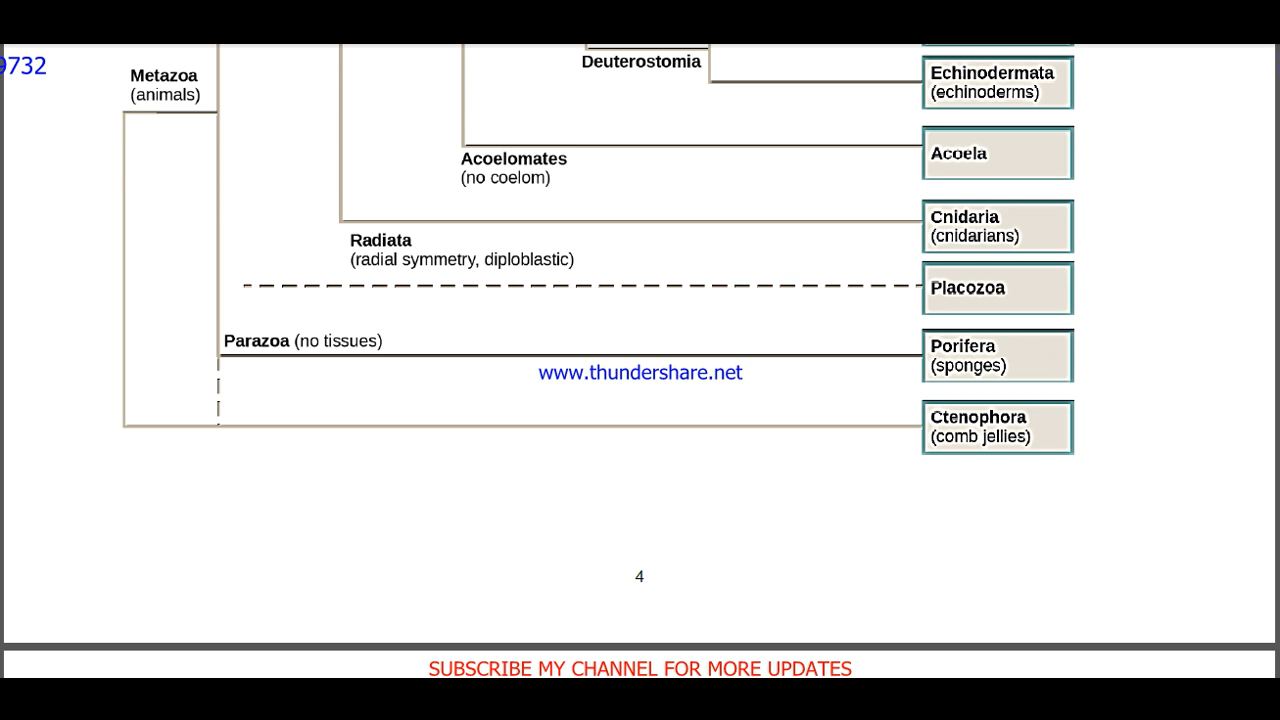 9732
Deuterostomia
Echinodermata
(echinoderms)
Metazoa
(animals)
Acoela
Acoelomates
(no coelom)
Cnidaria
(cnidarians)
Radiata
(radial symmetry, diploblastic)
Placozoa
Parazoa (no tissues)
Porifera
(sponges)
www.thundershare.net
Ctenophora
(comb jellies)
4
SUBSCRIBE MY CHANNEL FOR MORE UPDATES